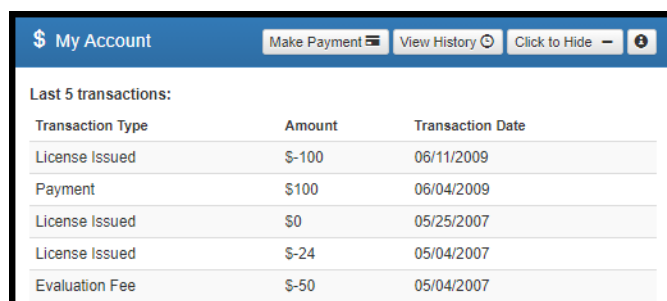 $ My Account Make Payment View History Click to Hide
Last 5 transactions:
Transaction Type Amount Transaction Date
License Issued $-100 06/11/2009
Payment $100 06/04/2009
License Issued $0 05/25/2007
License Issued $-24 05/04/2007
Evaluation Fee $-50 05/04/2007